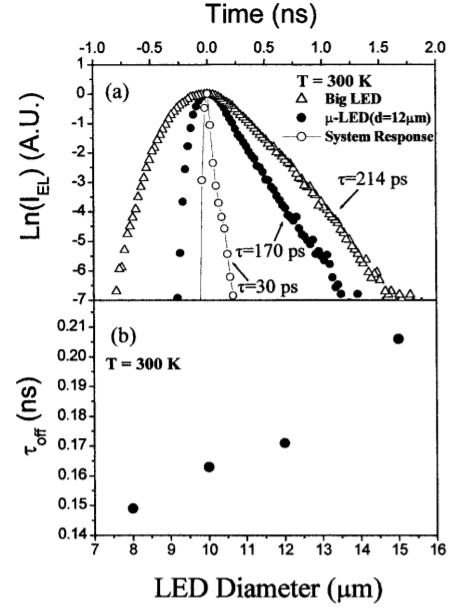 Time (ns)
-1.0 -0.5 0.0 0.5 1.0 1.5 2.0
(a)
T = 300 K
△ Big LED
● μ-LED(d=12μm)
○ System Response
Ln(I_EL) (A.U.)
0
-1
-2
-3
-4
-5
-6
-7
τ=214 ps
τ=170 ps
τ=30 ps
(b)
T = 300 K
τ_off (ns)
0.21
0.20
0.19
0.18
0.17
0.16
0.15
0.14
7 8 9 10 11 12 13 14 15 16
LED Diameter (μm)